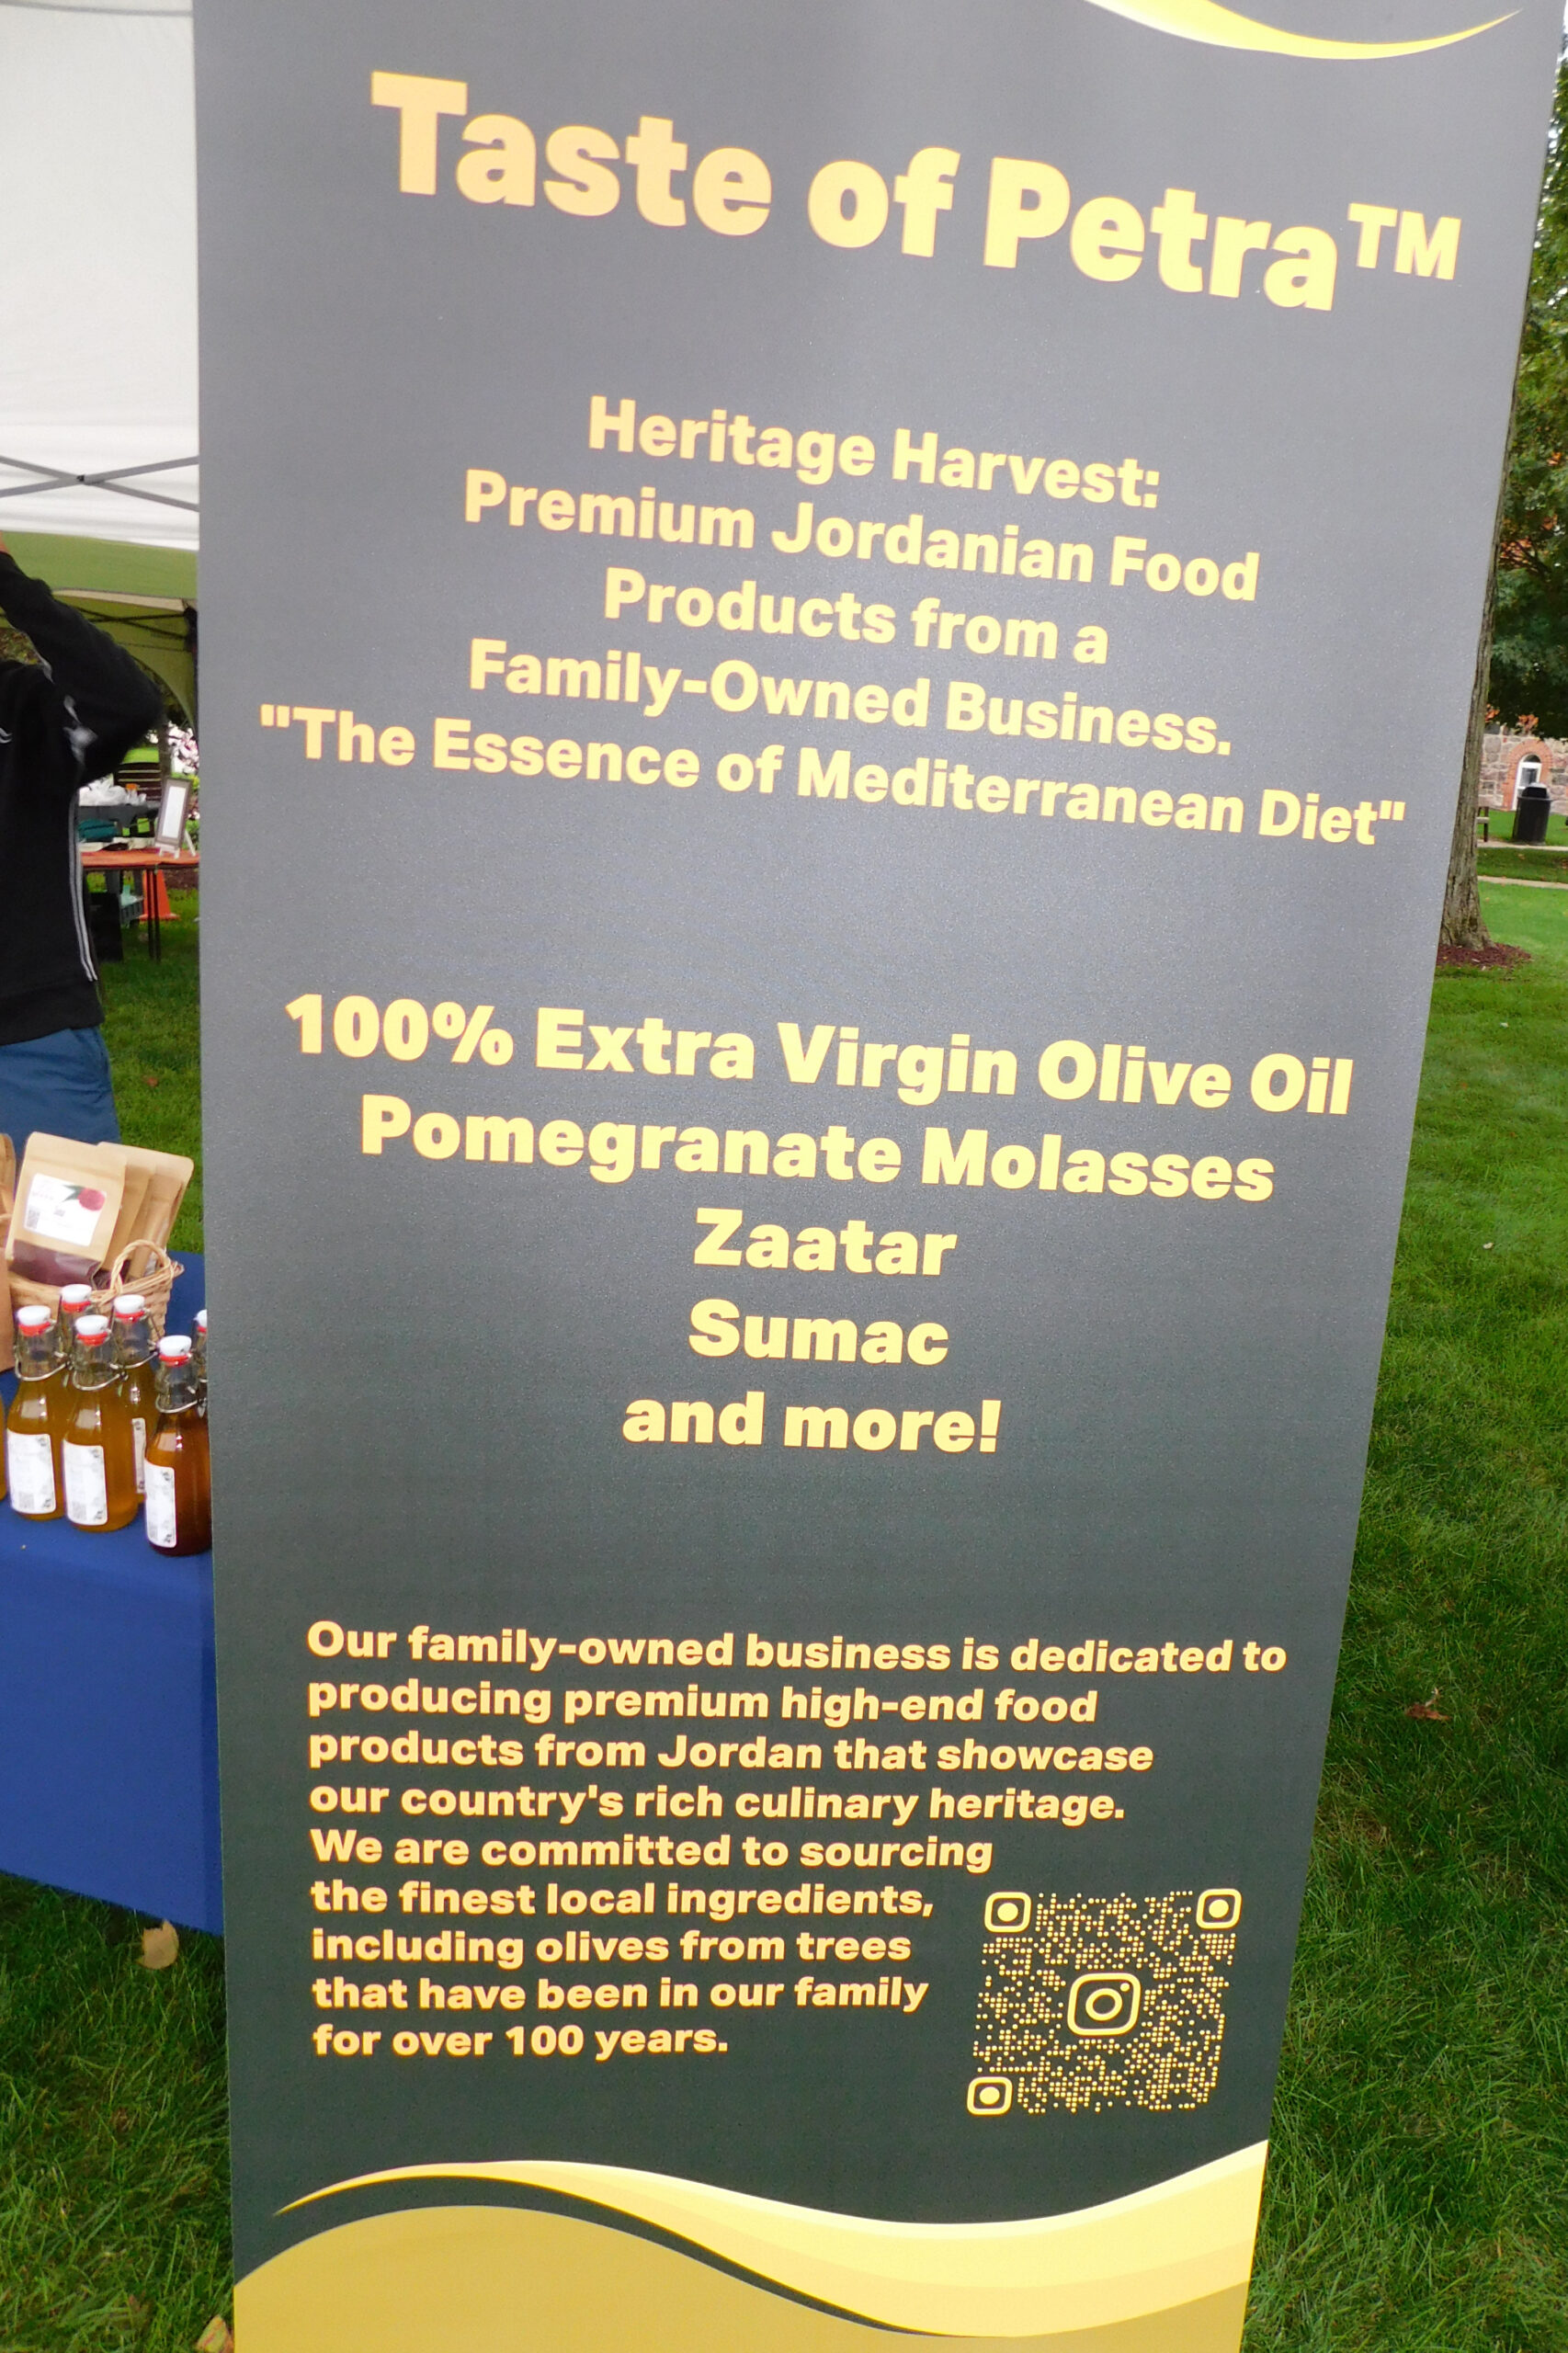 Taste of Petra™
Heritage Harvest:
Premium Jordanian Food
Products from a
Family-Owned Business.
"The Essence of Mediterranean Diet"
100% Extra Virgin Olive Oil
Pomegranate Molasses
Zaatar
Sumac
and more!
Our family-owned business is dedicated to
producing premium high-end food
products from Jordan that showcase
our country's rich culinary heritage.
We are committed to sourcing
the finest local ingredients,
including olives from trees
that have been in our family
for over 100 years.